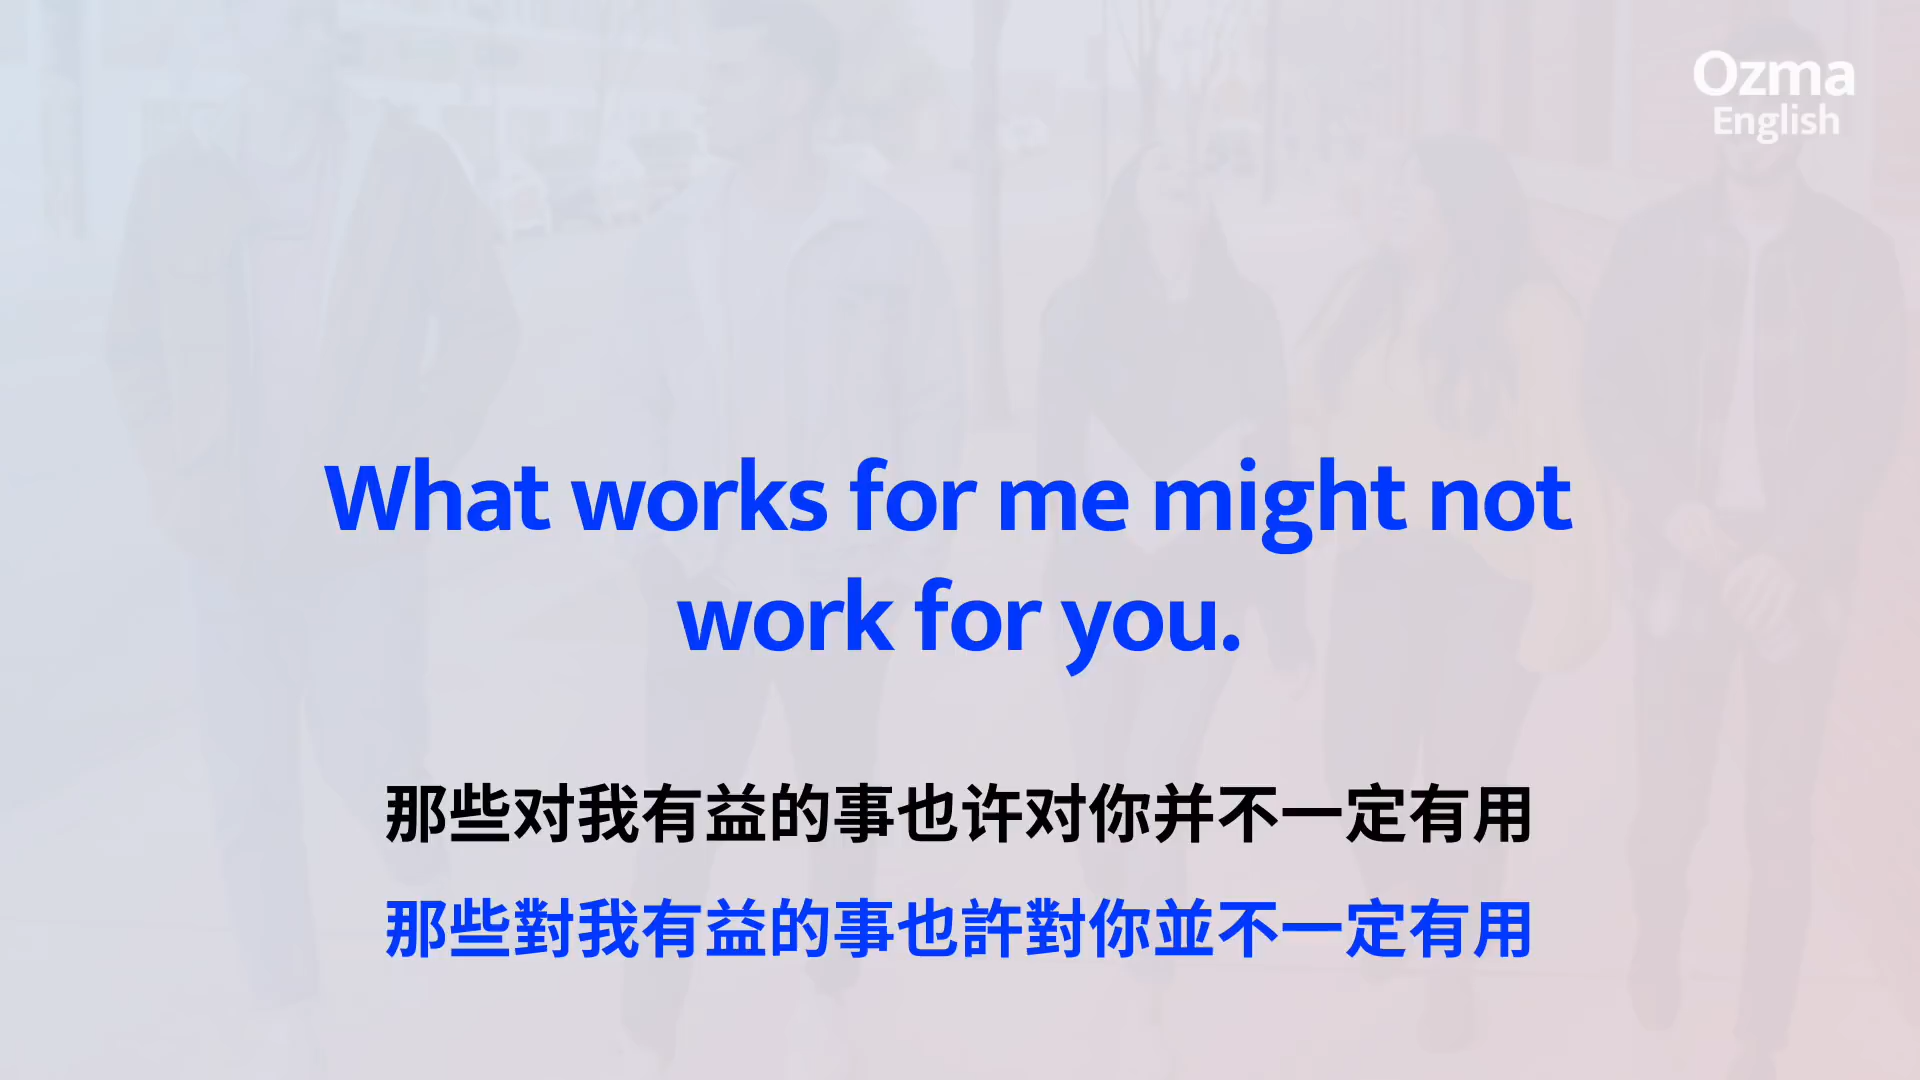 Ozma
English
What works for me might not
work for you.
那些对我有益的事也许对你并不一定有用
那些對我有益的事也許對你並不一定有用